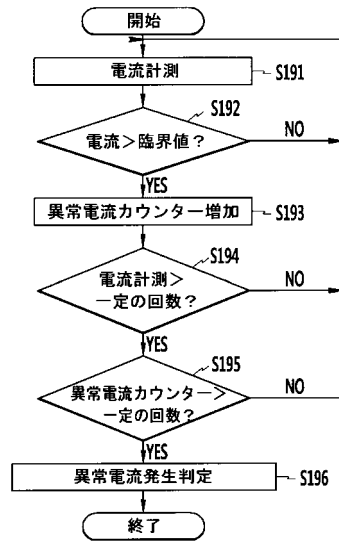 開始
電流計測
S191
S192
電流>臨界値?
NO
YES
異常電流カウンター増加
S193
S194
電流計測>
一定の回数?
NO
YES
S195
異常電流カウンター>
一定の回数?
NO
YES
異常電流発生判定
S196
終了